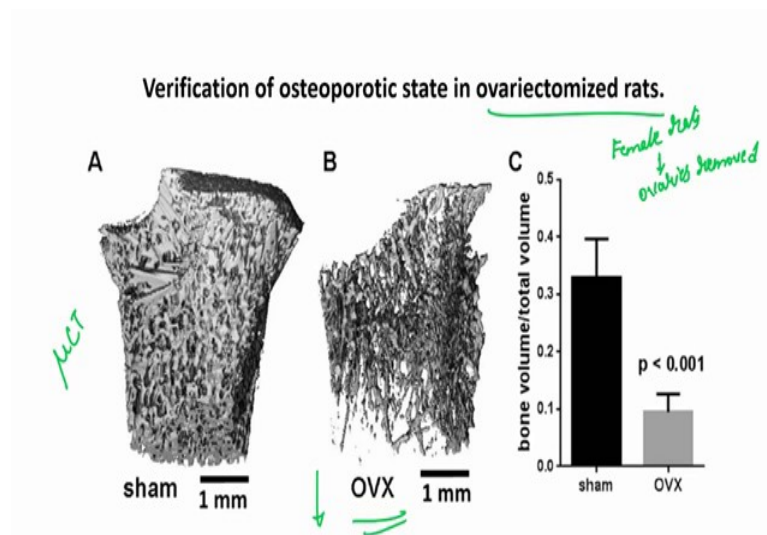 Verification of osteoporotic state in ovariectomized rats.
Female rats
ovaries removed
A
B
C
μCT
sham
1 mm
OVX
1 mm
bone volume/total volume
0.5
0.4
0.3
0.2
0.1
0.0
p < 0.001
sham
OVX